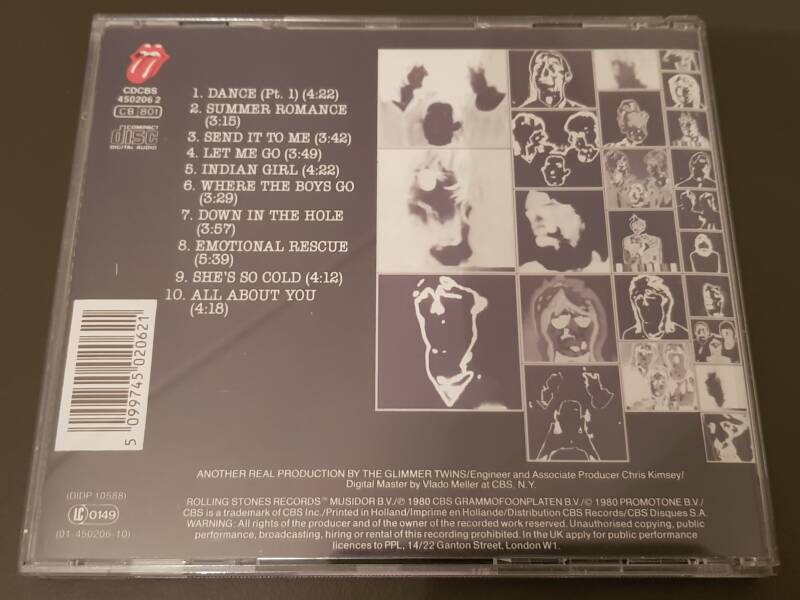 CDCBS
450206 2
CB 801
COMPACT
disc
DIGITAL AUDIO
1. DANCE (Pt. 1) (4:22)
2. SUMMER ROMANCE
(3:15)
3. SEND IT TO ME (3:42)
4. LET ME GO (3:49)
5. INDIAN GIRL (4:22)
6. WHERE THE BOYS GO
(3:29)
7. DOWN IN THE HOLE
(3:57)
8. EMOTIONAL RESCUE
(5:39)
9. SHE'S SO COLD (4:12)
10. ALL ABOUT YOU
(4:18)
5 099745 020621
ANOTHER REAL PRODUCTION BY THE GLIMMER TWINS/Engineer and Associate Producer Chris Kimsey/
Digital Master by Vlado Meller at CBS. N.Y.
(DIDP 10588)
LC 0149
(01-450206-10)
ROLLING STONES RECORDS™ MUSIDOR B.V./℗ 1980 CBS GRAMMOFOONPLATEN B.V./© 1980 PROMOTONE B.V./
CBS is a trademark of CBS Inc./Printed in Holland/Imprimé en Hollande/Distribution CBS Records/CBS Disques S.A.
WARNING: All rights of the producer and of the owner of the recorded work reserved. Unauthorised copying, public
performance, broadcasting, hiring or rental of this recording prohibited. In the UK apply for public performance
licences to PPL, 14/22 Ganton Street, London W1.